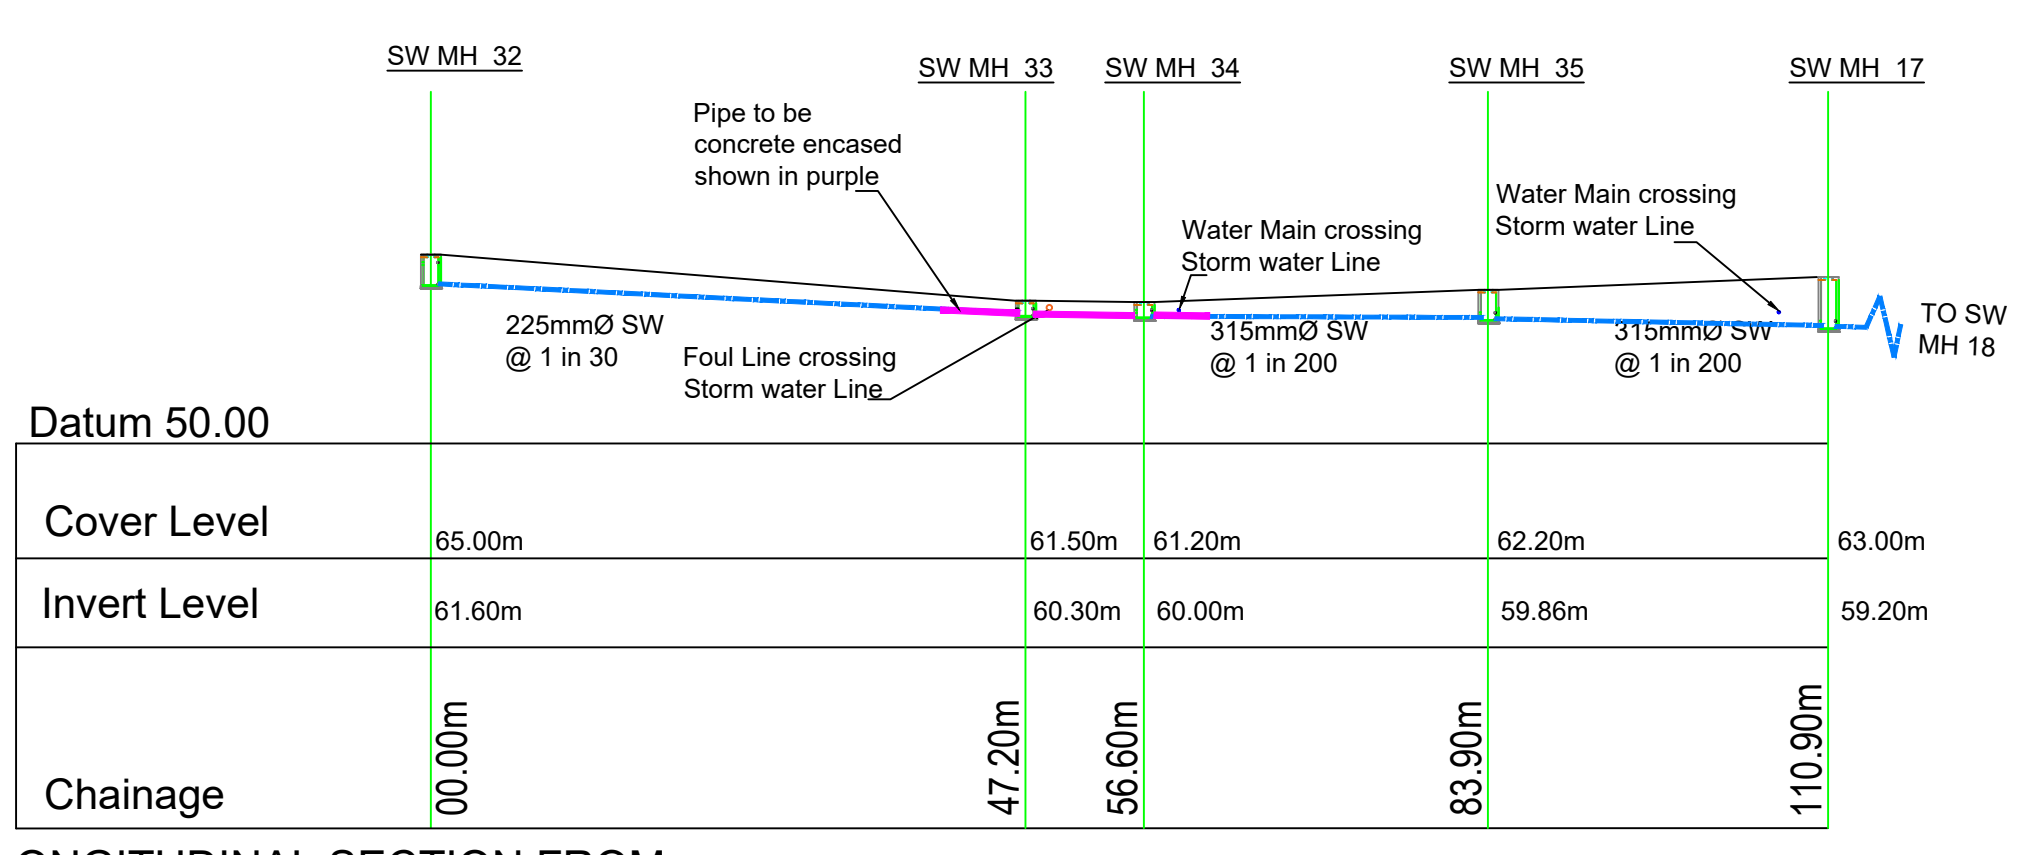 SW MH 32
SW MH 33
SW MH 34
SW MH 35
SW MH 17
Pipe to be
concrete encased
shown in purple
Water Main crossing
Storm water Line
Water Main crossing
Storm water Line
225mmØ SW
@ 1 in 30
Foul Line crossing
Storm water Line
315mmØ SW
@ 1 in 200
315mmØ SW
@ 1 in 200
TO SW
MH 18
Datum 50.00
Cover Level
65.00m
61.50m
61.20m
62.20m
63.00m
Invert Level
61.60m
60.30m
60.00m
59.86m
59.20m
Chainage
00.00m
47.20m
56.60m
83.90m
110.90m
ONGITUDINAL SECTION FROM